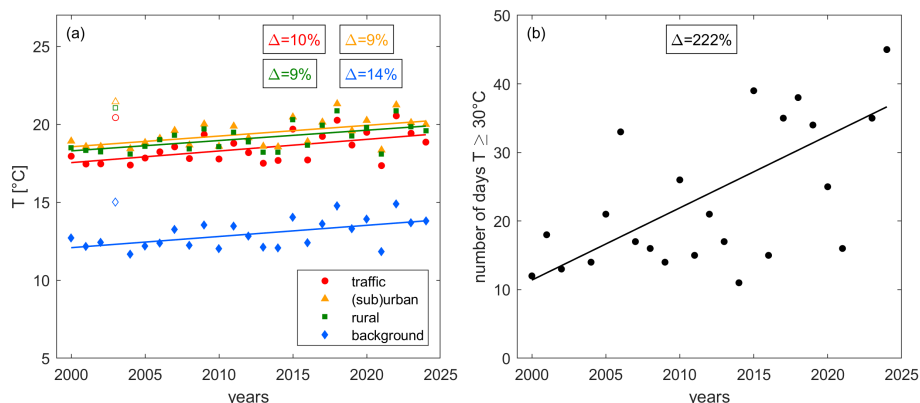 (a)
Δ=10%
Δ=9%
Δ=9%
Δ=14%
T [°C]
25
20
15
10
5
traffic
(sub)urban
rural
background
2000 2005 2010 2015 2020 2025
years
(b)
Δ=222%
number of days T ≥ 30°C
50
40
30
20
10
0
2000 2005 2010 2015 2020 2025
years